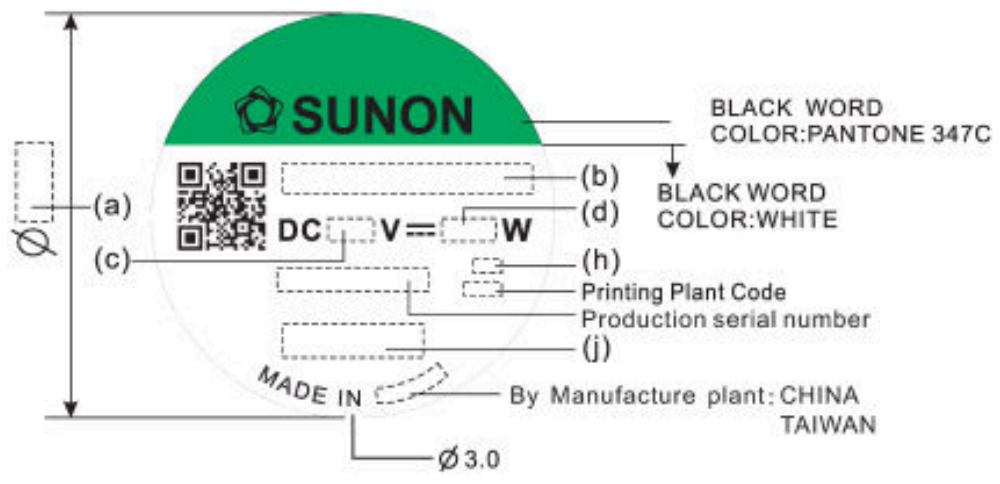 SUNON
BLACK WORD
COLOR:PANTONE 347C
(b)
BLACK WORD
COLOR:WHITE
(a)
Ø
(d)
DC V W
(c)
(h)
Printing Plant Code
Production serial number
(j)
MADE IN
By Manufacture plant: CHINA
TAIWAN
Ø3.0